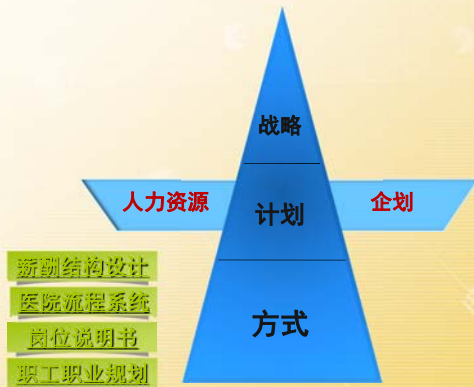 战略
人力资源
计划
企划
方式
薪酬结构设计
医院流程系统
岗位说明书
职工职业规划